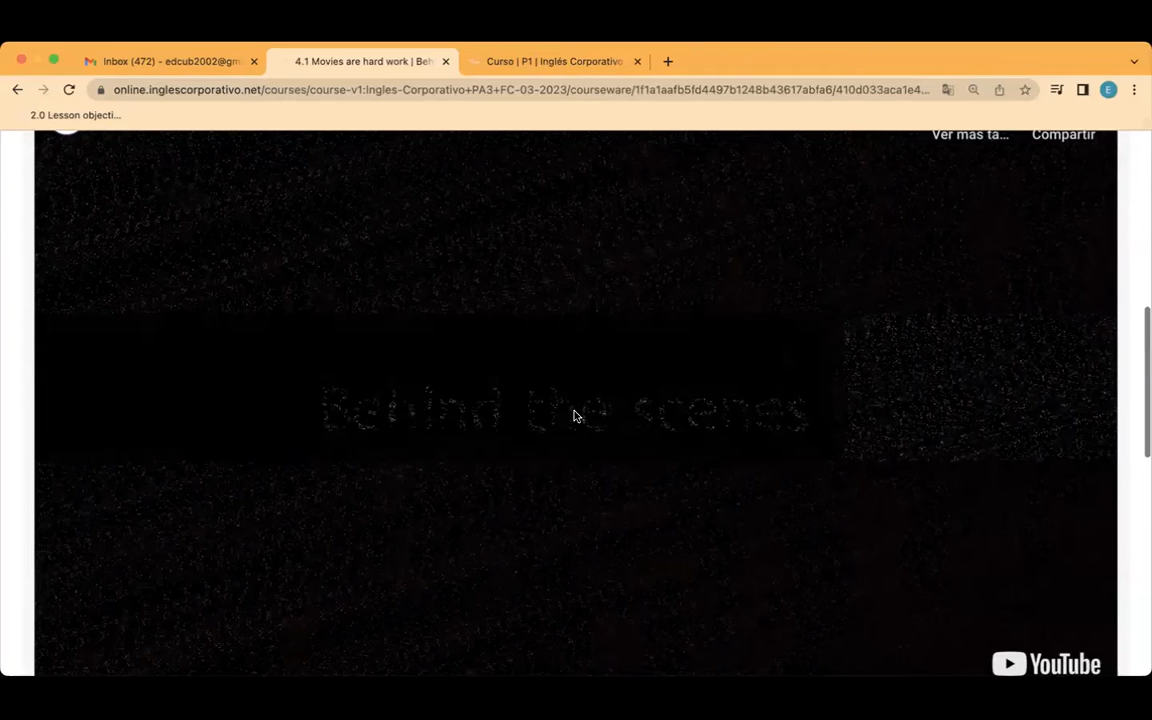 Inbox (472) - edcub2002@gm
4.1 Movies are hard work | Beh
Curso | P1 | Inglés Corporativo
online.inglescorporativo.net/courses/course-v1:Ingles-Corporativo+PA3+FC-03-2023/courseware/1f1a1aafb5fd4497b1248b43617abfa6/410d033aca1e4...
E
2.0 Lesson objecti...
Ver más ta...
Compartir
Behind the scenes
YouTube